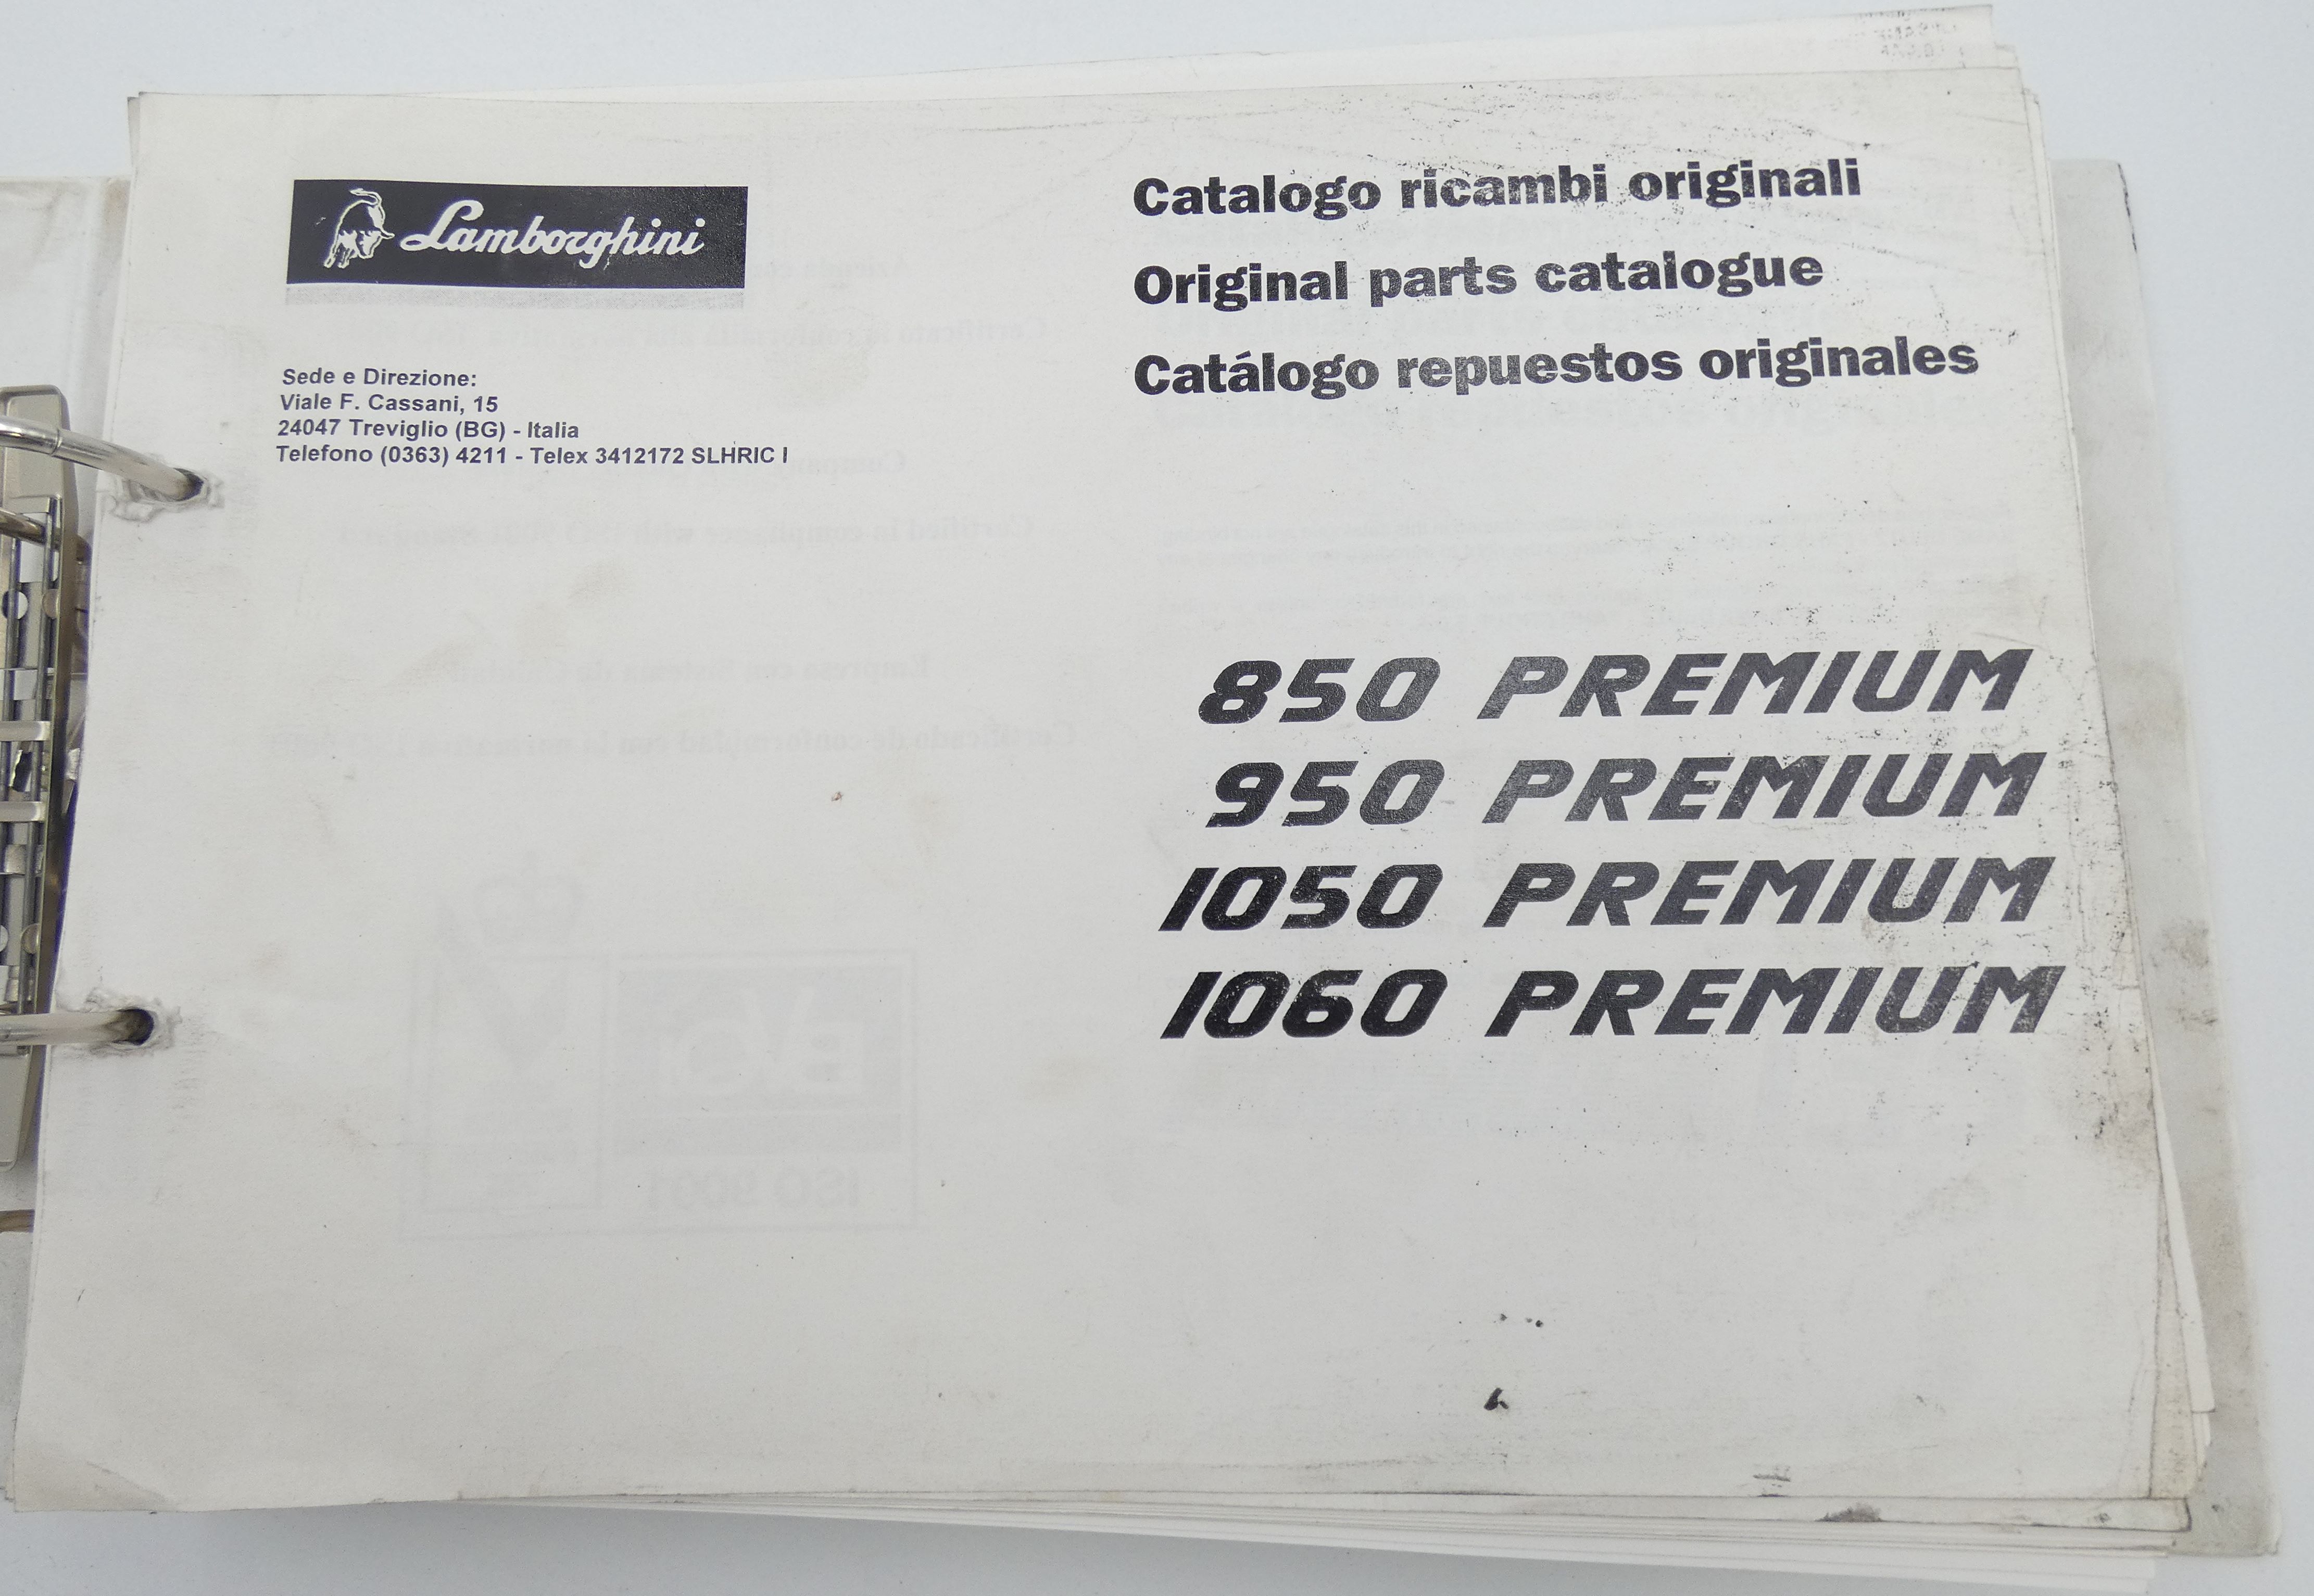 Lamborghini
Sede e Direzione:
Viale F. Cassani, 15
24047 Treviglio (BG) - Italia
Telefono (0363) 4211 - Telex 3412172 SLHRIC I
Catalogo ricambi originali
Original parts catalogue
Catálogo repuestos originales
850 PREMIUM
950 PREMIUM
1050 PREMIUM
1060 PREMIUM